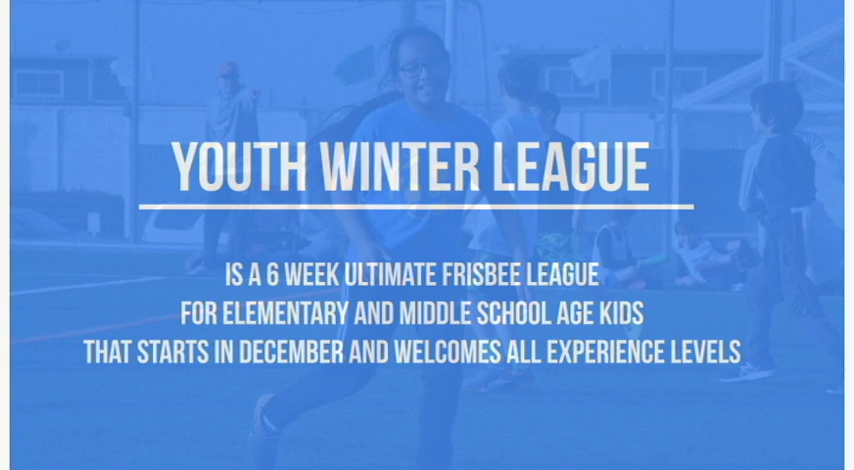 YOUTH WINTER LEAGUE
IS A 6 WEEK ULTIMATE FRISBEE LEAGUE
FOR ELEMENTARY AND MIDDLE SCHOOL AGE KIDS
THAT STARTS IN DECEMBER AND WELCOMES ALL EXPERIENCE LEVELS